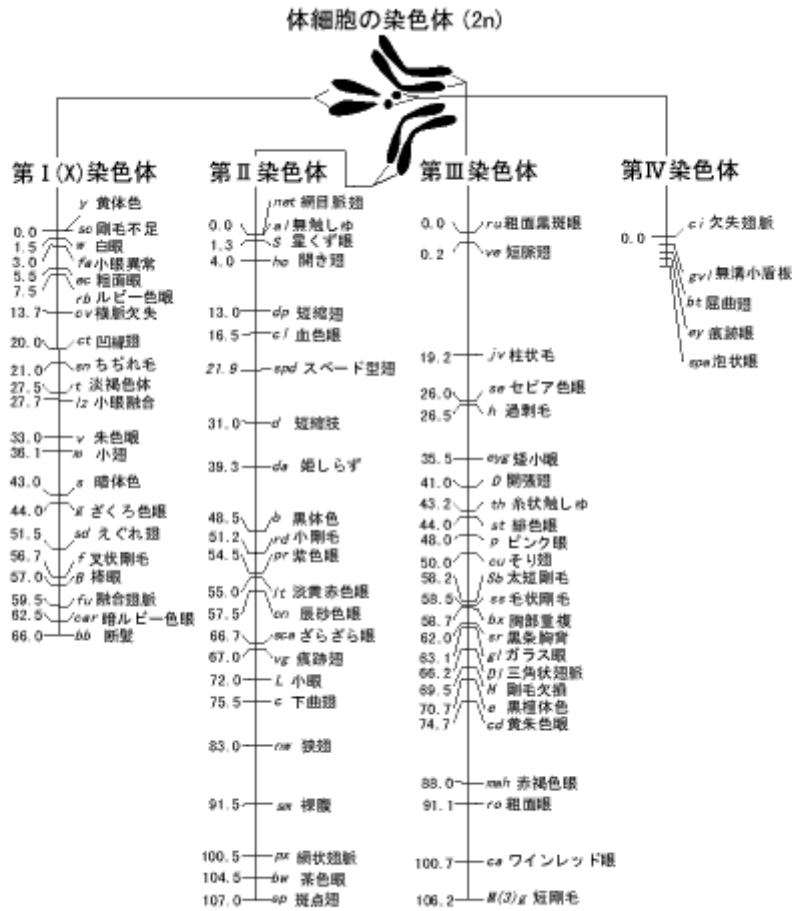 体細胞の染色体 (2n)
第Ⅰ(X)染色体
y 黄体色
0.0 sc 剛毛不足
1.5 w 白眼
3.0 fa 小眼異常
5.5 ec 粗面眼
7.5 rb ルビー色眼
13.7 cv 横脈欠失
20.0 ct 凹縁翅
21.0 sn ちぢれ毛
27.5 t 淡褐色体
27.7 lz 小眼融合
33.0 v 朱色眼
36.1 m 小翅
43.0 s 暗体色
44.0 g ざくろ色眼
51.5 sd えぐれ翅
56.7 f 叉状剛毛
57.0 B 棒眼
59.5 fu 融合翅脈
62.5 car 暗ルビー色眼
66.0 bb 断髪
第Ⅱ染色体
net 網目脈翅
0.0 al 無触しゅ
1.3 S 星くず眼
4.0 ho 開き翅
13.0 dp 短縮翅
16.5 cl 血色眼
21.9 spd スペード型翅
31.0 d 短縮肢
39.3 da 姫しらず
48.5 b 黒体色
51.2 rd 小剛毛
54.5 pr 紫色眼
55.0 lt 淡黄赤色眼
57.5 cn 辰砂色眼
66.7 sca ざらざら眼
67.0 vg 痕跡翅
72.0 L 小眼
75.5 c 下曲翅
83.0 nw 狭翅
91.5 sm 裸腹
100.5 px 網状翅脈
104.5 bw 茶色眼
107.0 sp 斑点翅
第Ⅲ染色体
0.0 ru 粗面黒斑眼
0.2 ve 短脈翅
19.2 jv 柱状毛
26.0 se セピア色眼
26.5 h 過剰毛
35.5 eyg 矮小眼
41.0 D 開張翅
43.2 th 糸状触しゅ
44.0 st 緋色眼
48.0 p ピンク眼
50.0 cu そり翅
58.2 Sb 太短剛毛
58.5 ss 毛状剛毛
58.7 bx 胸部重複
62.0 sr 黒条胸背
63.1 gl ガラス眼
66.2 Dl 三角状翅脈
69.5 H 剛毛欠損
70.7 e 黒檀体色
74.7 cd 黄朱色眼
88.0 mah 赤褐色眼
91.1 ro 粗面眼
100.7 ca ワインレッド眼
106.2 M(3)g 短剛毛
第Ⅳ染色体
0.0 ci 欠失翅脈
gvl 無溝小盾板
bt 屈曲翅
ey 痕跡眼
spa 泡状眼